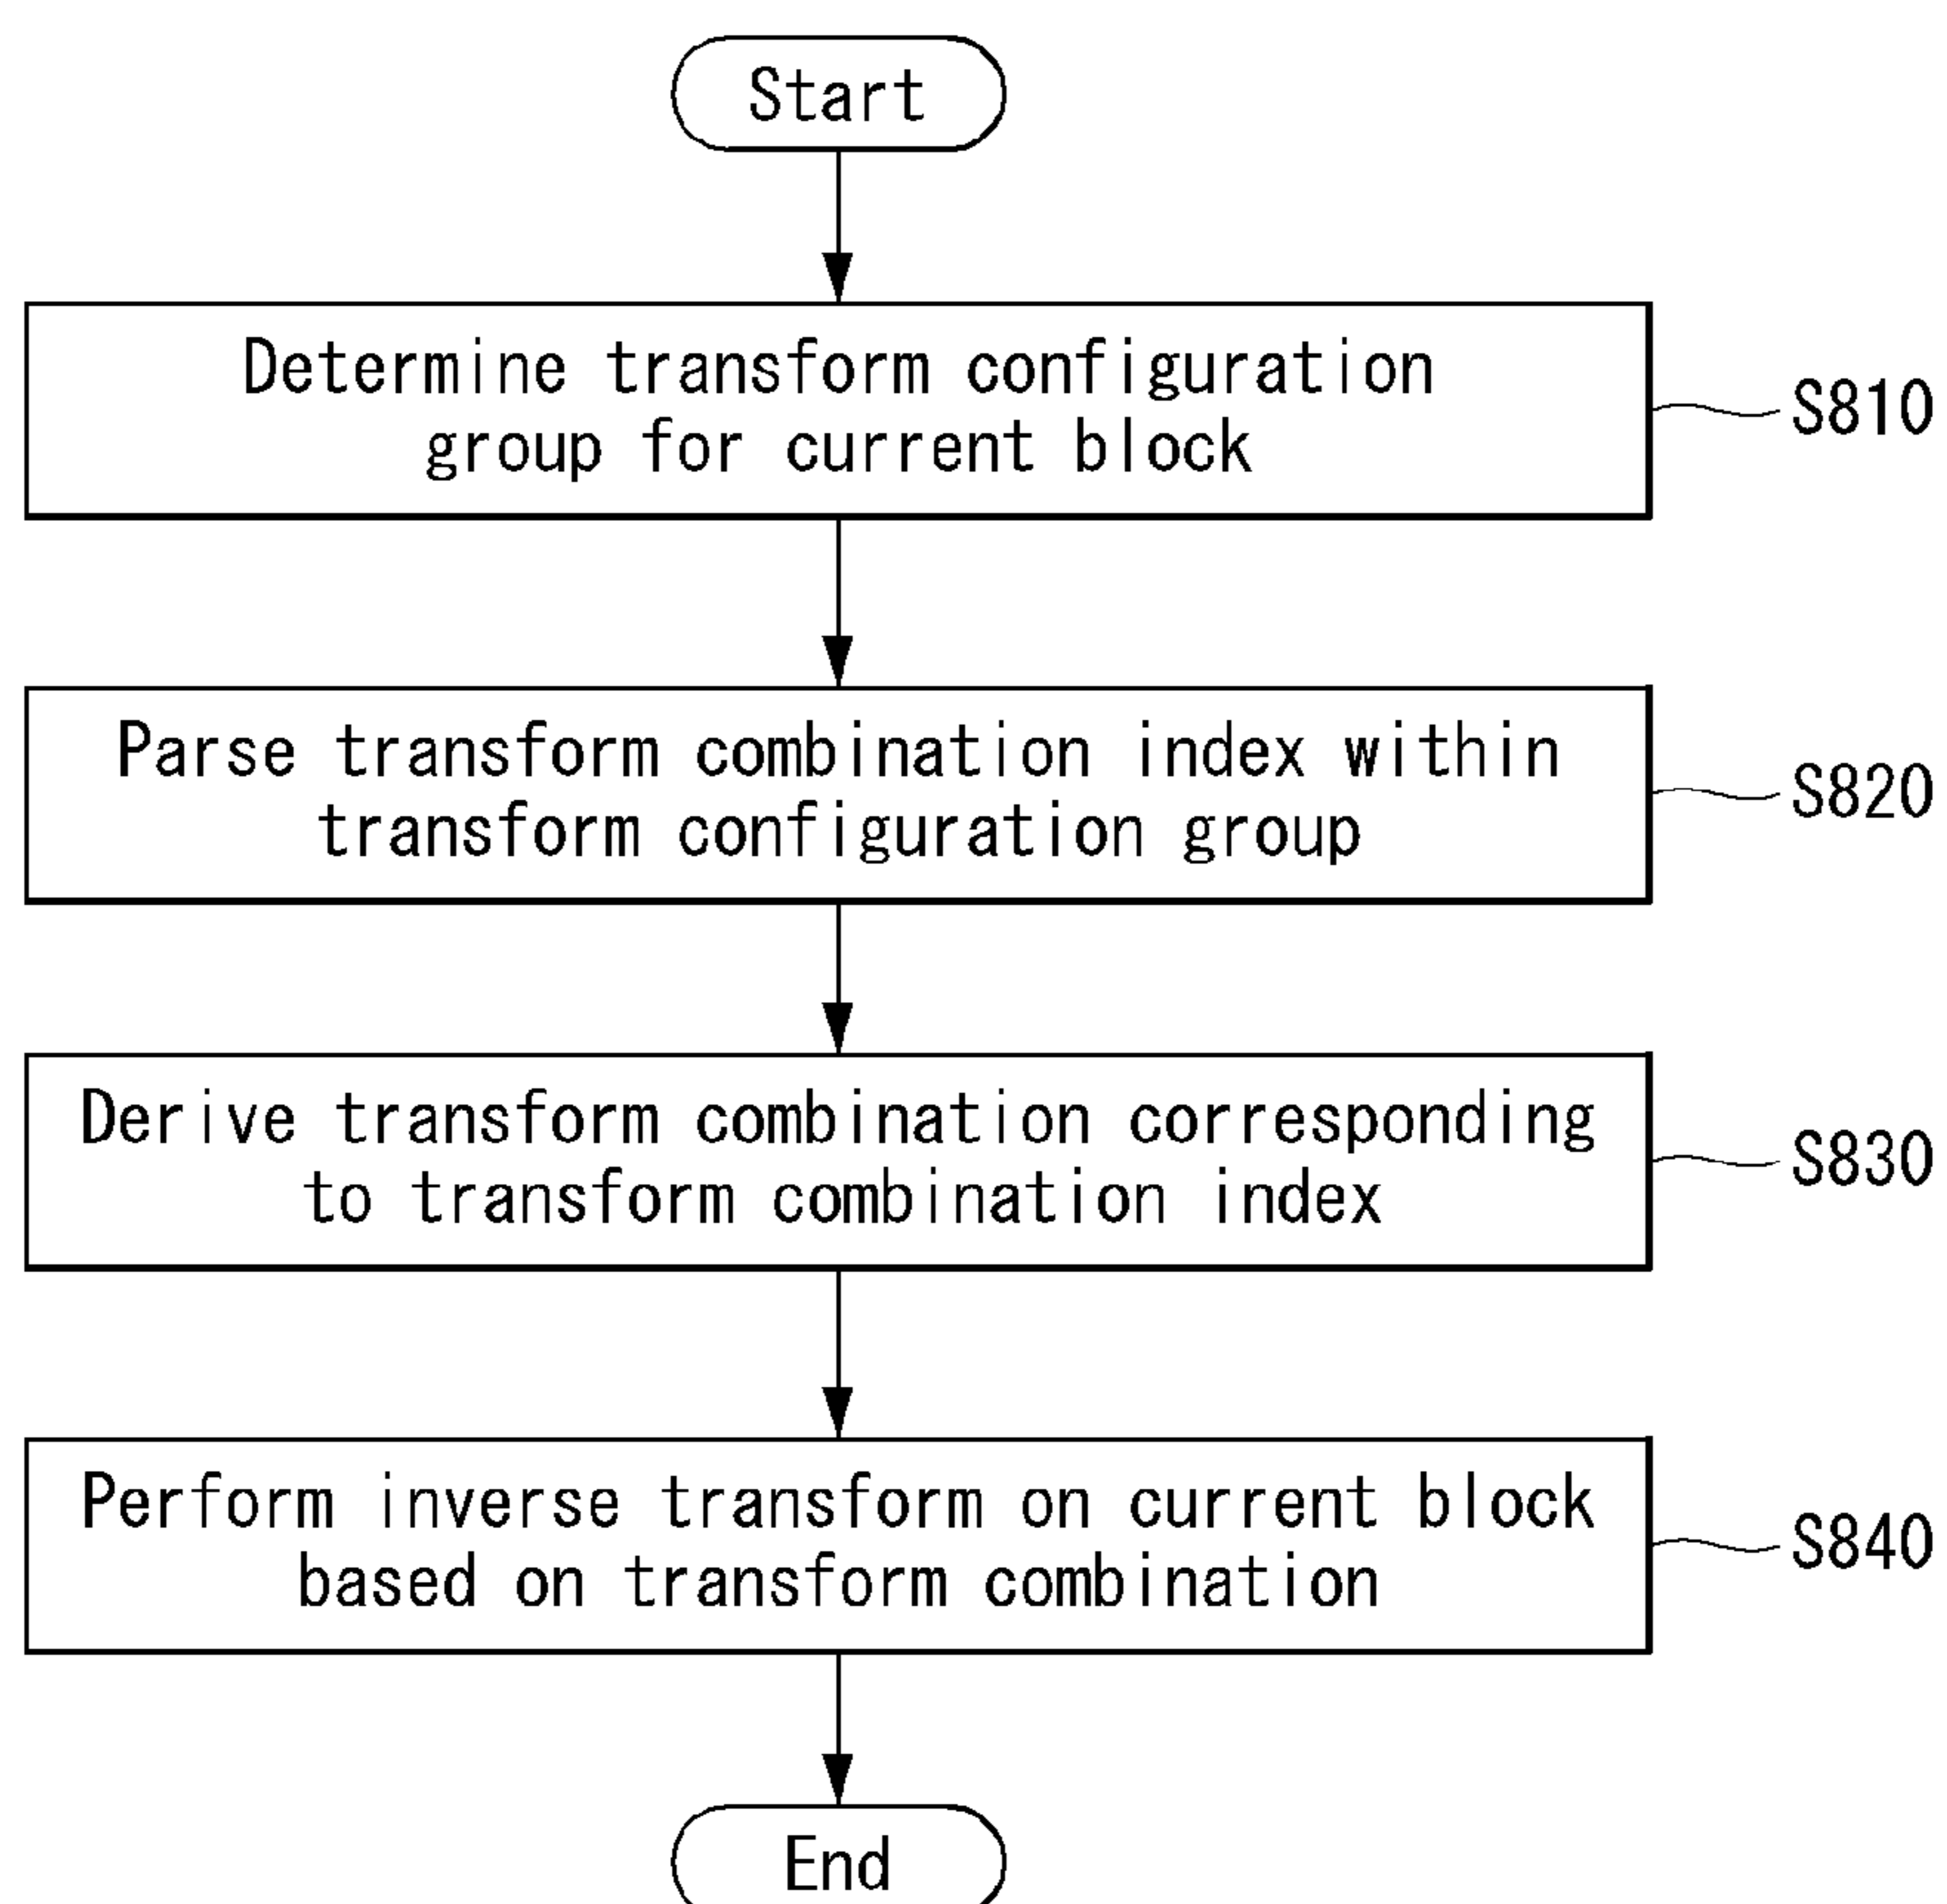 Start
Determine transform configuration
group for current block
S810
Parse transform combination index within
transform configuration group
S820
Derive transform combination corresponding
to transform combination index
S830
Perform inverse transform on current block
based on transform combination
S840
End